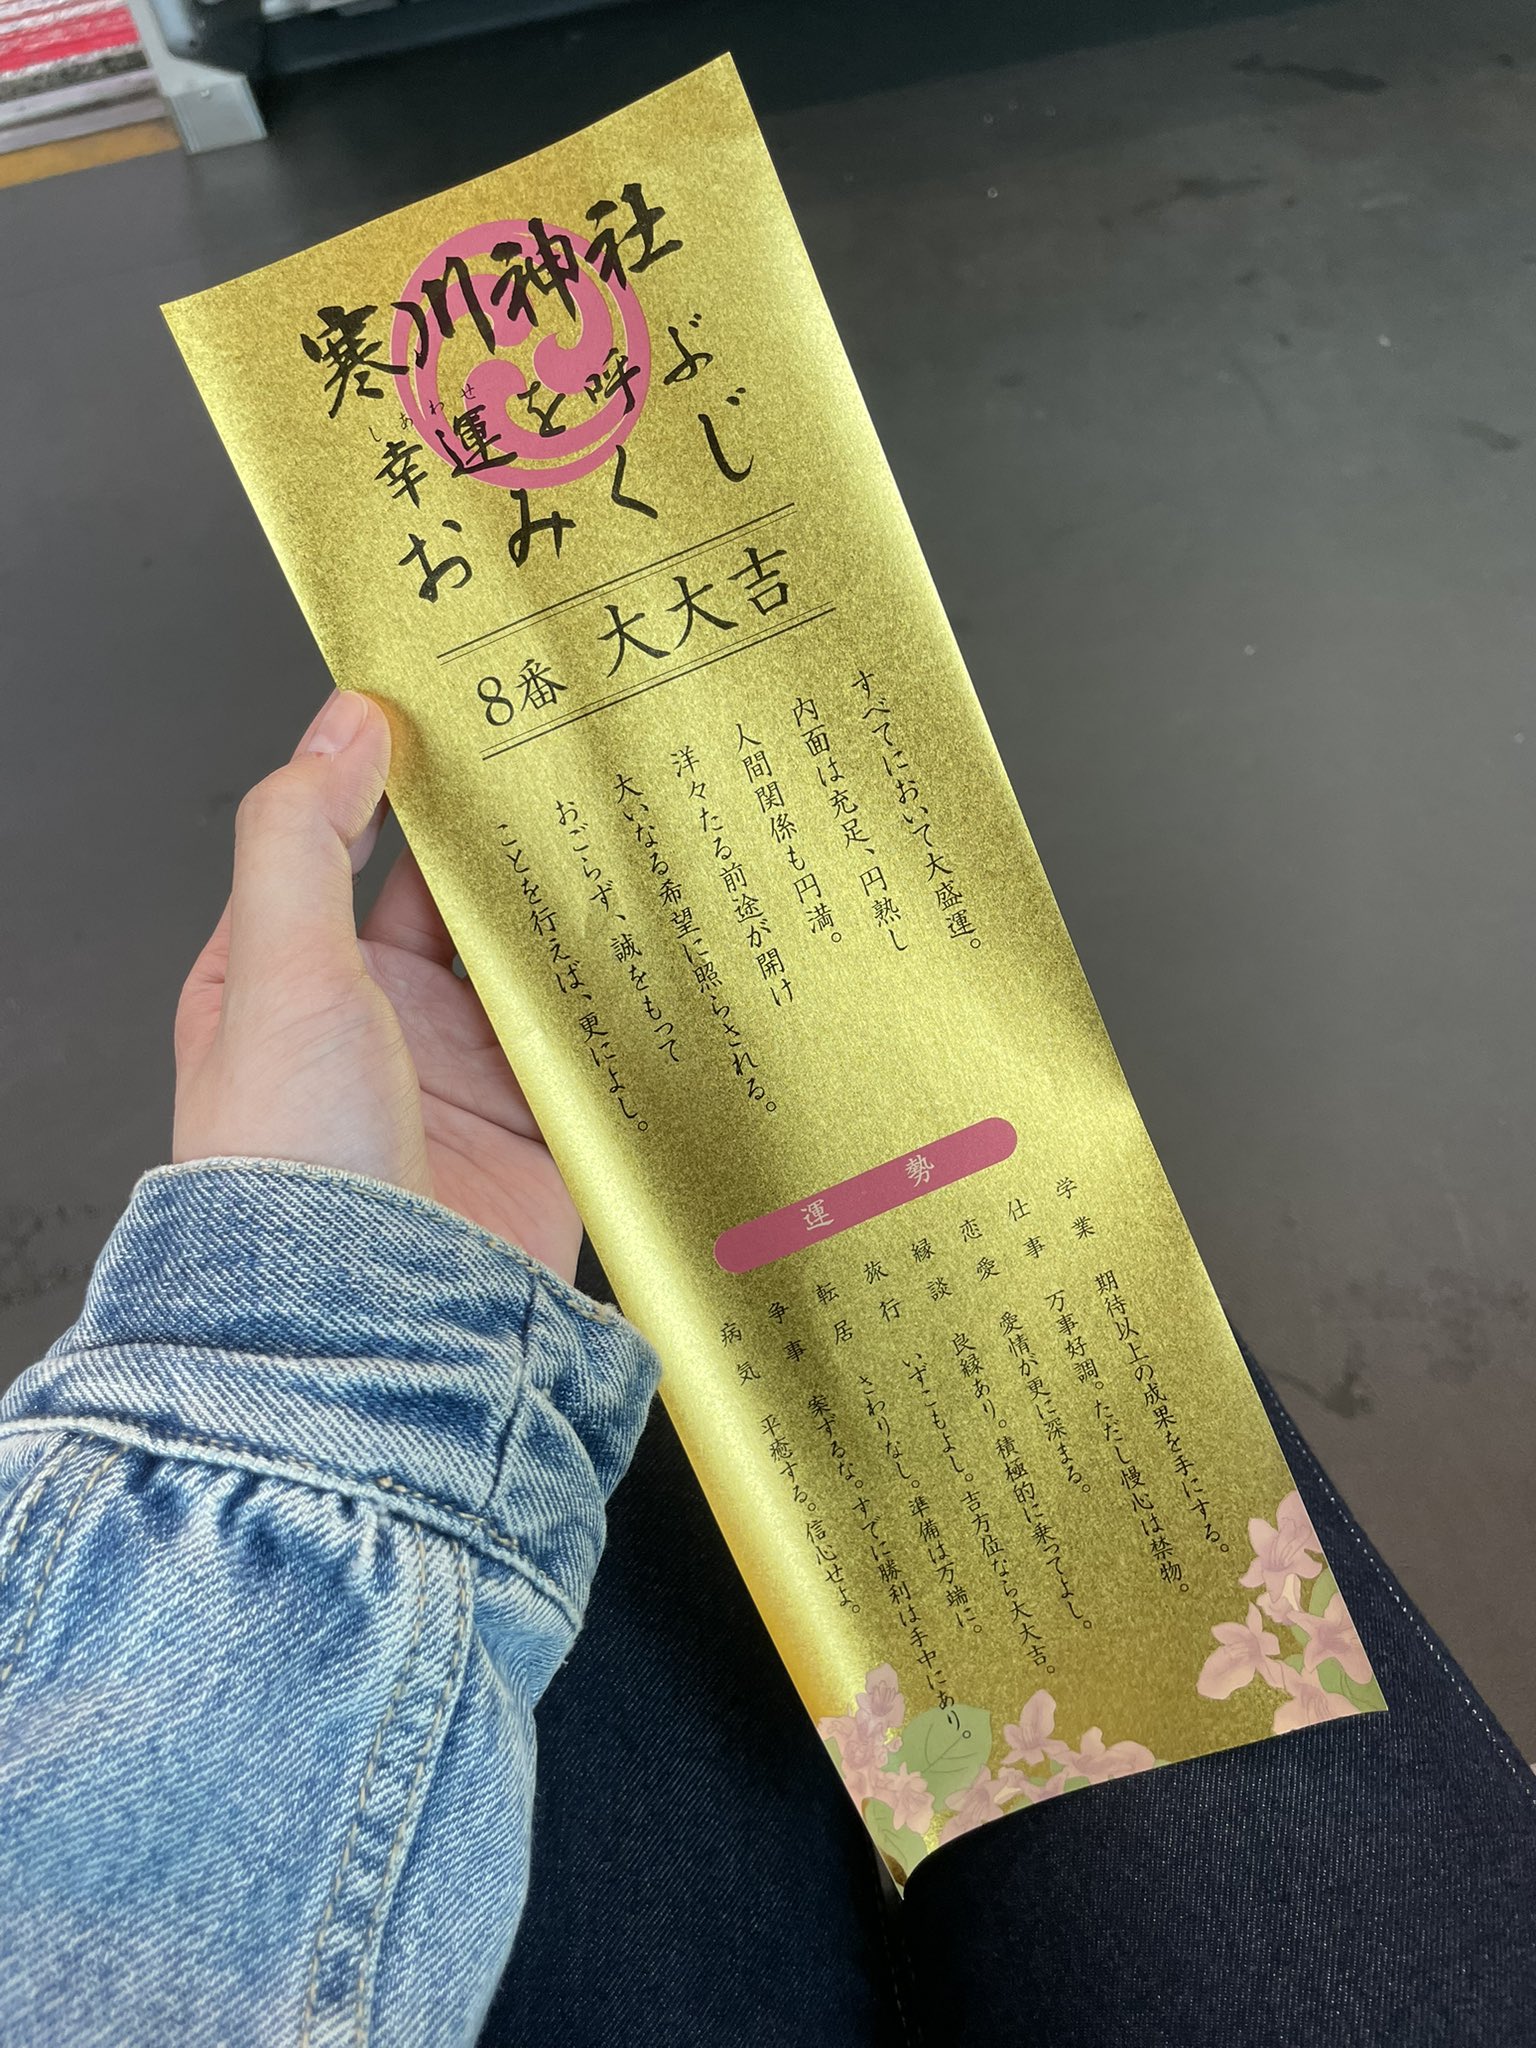 寒川神社
しあわせ
幸運を呼ぶ
おみくじ
8番 大大吉
すべてにおいて大盛運。
内面は充足、円熟し
人間関係も円満。
洋々たる前途が開け
大いなる希望に照らされる。
おごらず、誠をもって
ことを行えば、更によし。
運勢
学業 期待以上の成果を手にする。
仕事 万事好調。ただし慢心は禁物。
恋愛 愛情が更に深まる。
縁談 良縁あり。積極的に乗ってよし。
旅行 いずこもよし。吉方位なら大大吉。
転居 さわりなし。準備は万端に。
争事 案ずるな。すでに勝利は手中にあり。
病気 平癒する。信心せよ。